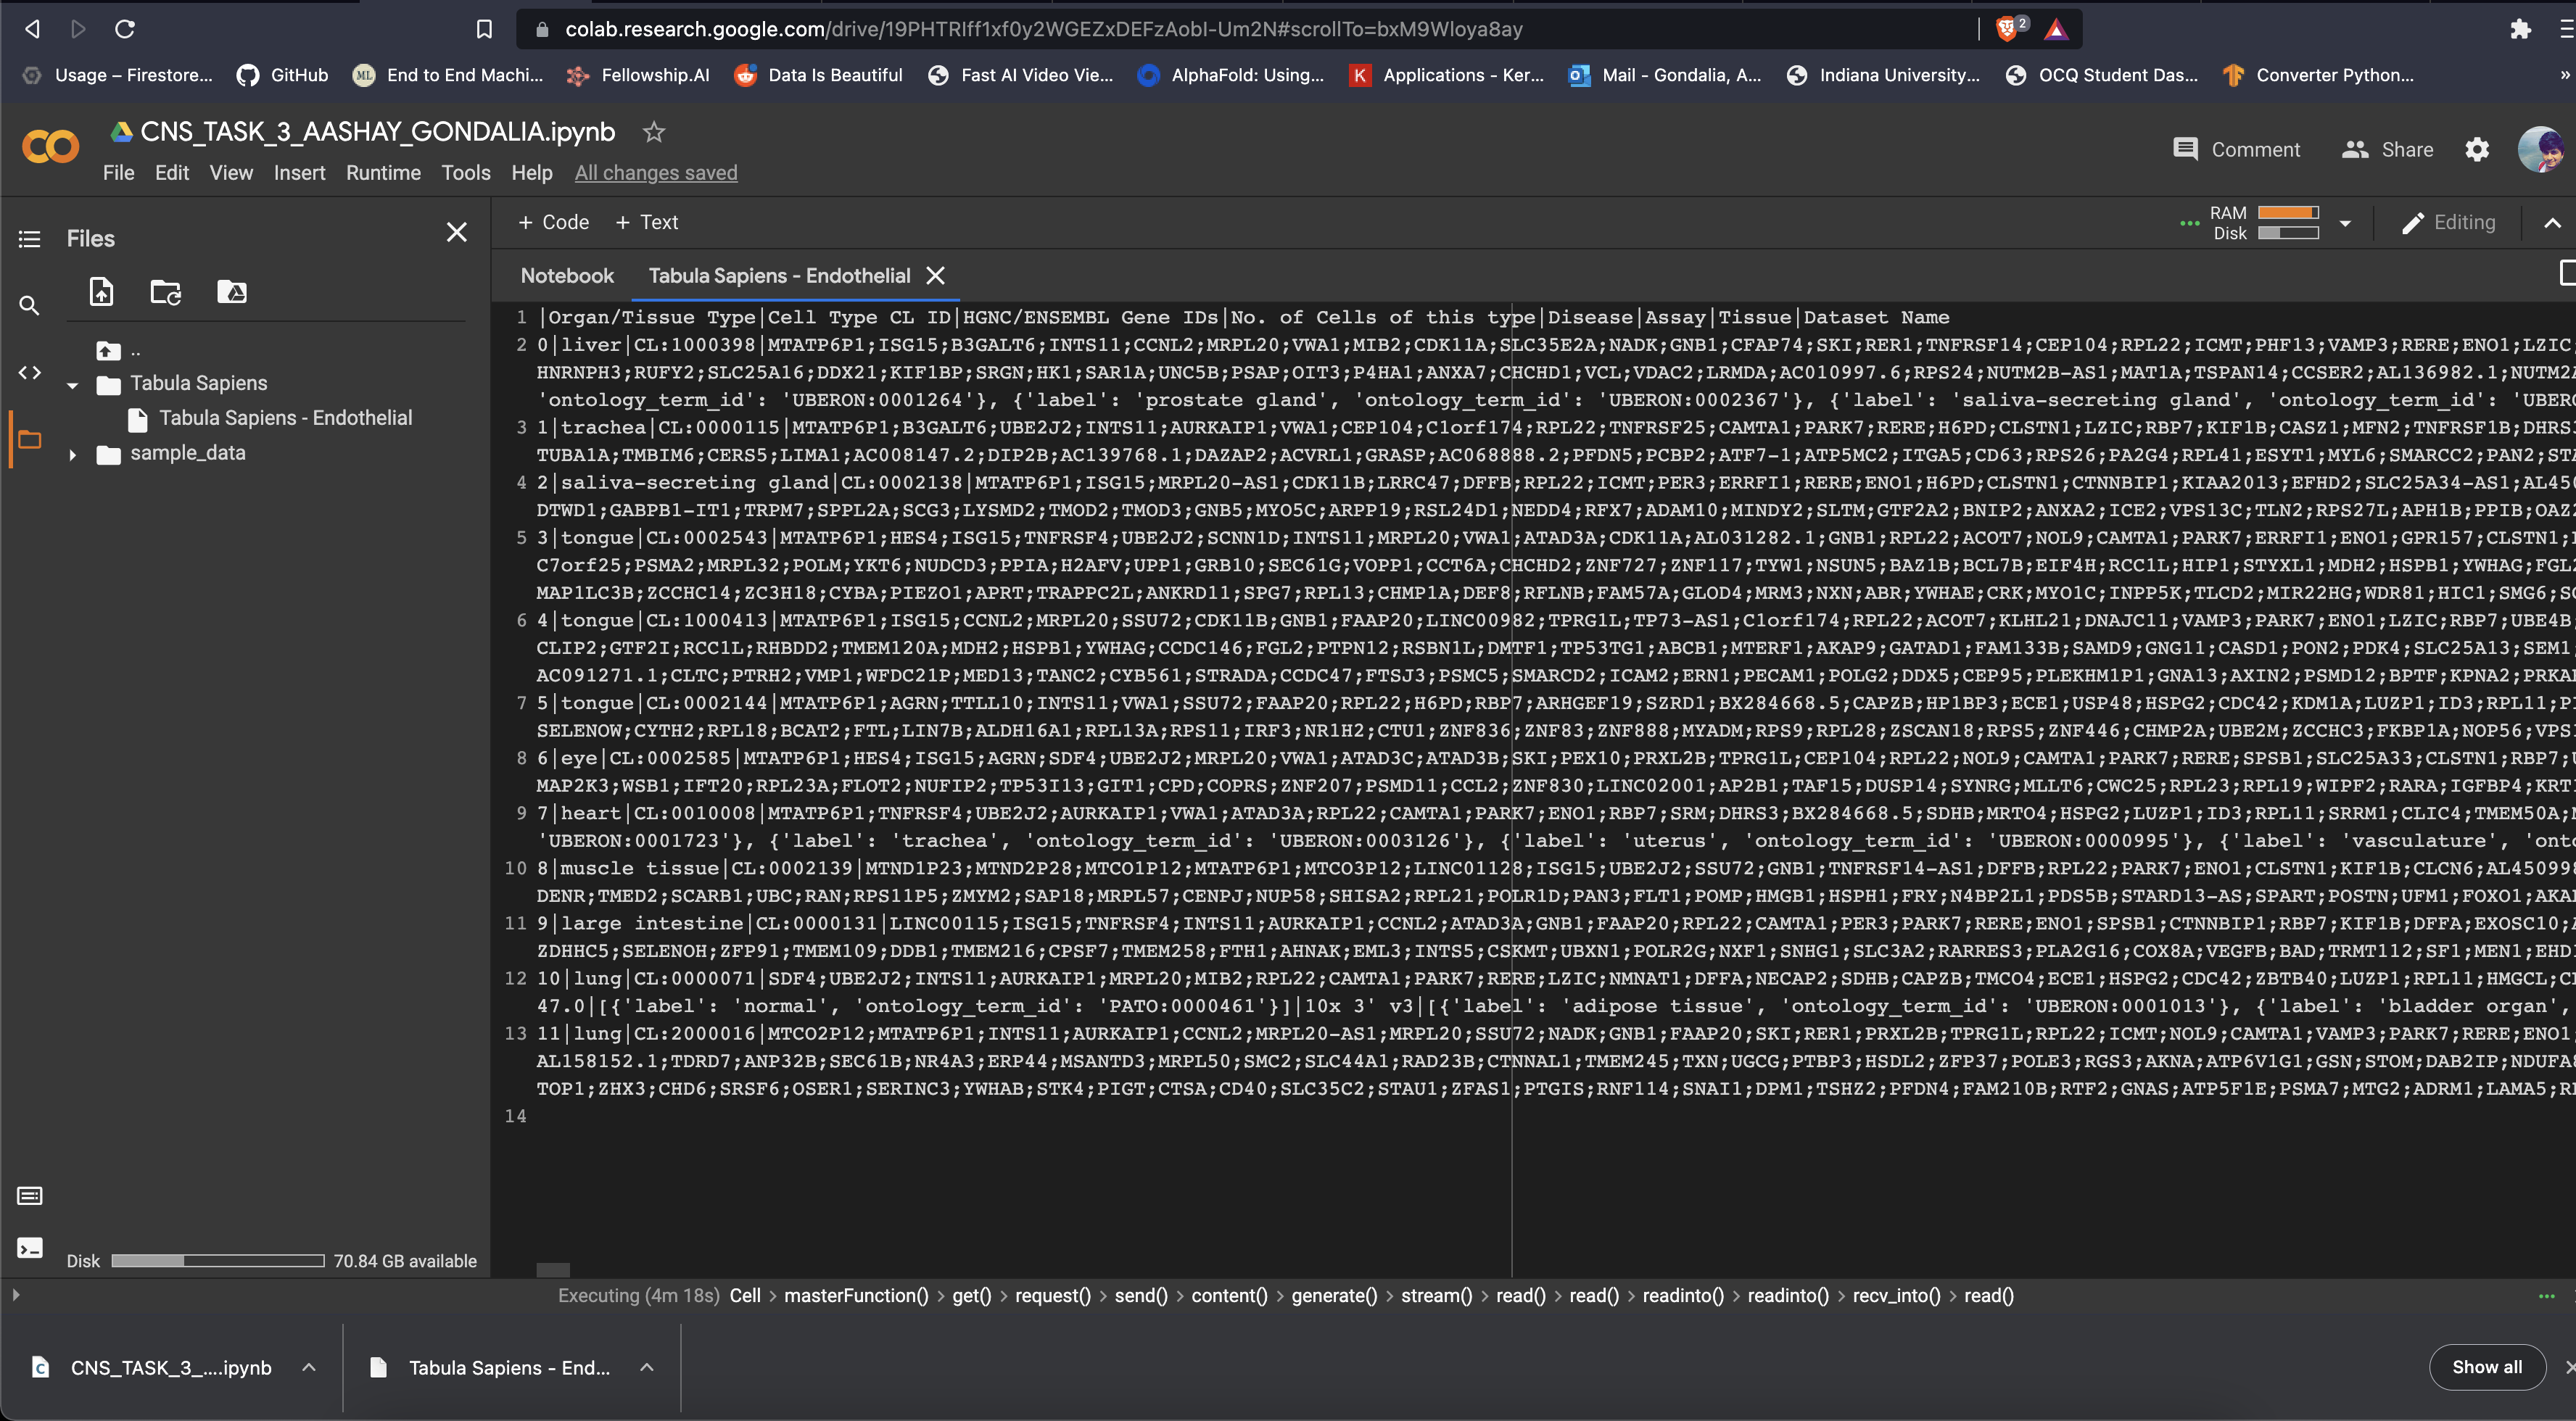 colab.research.google.com/drive/19PHTRIff1xf0y2WGEZxDEFzAobI-Um2N#scrollTo=bxM9WIoya8ay
2
Usage – Firestore... GitHub End to End Machi... Fellowship.AI Data Is Beautiful Fast AI Video Vie... AlphaFold: Using... Applications - Ker... Mail - Gondalia, A... Indiana University... OCQ Student Das... Converter Python... »
CNS_TASK_3_AASHAY_GONDALIA.ipynb
Comment Share
File Edit View Insert Runtime Tools Help All changes saved
Files
+ Code + Text
RAM
Disk
Editing
Notebook Tabula Sapiens - Endothelial
..
Tabula Sapiens
Tabula Sapiens - Endothelial
sample_data
1 |Organ/Tissue Type|Cell Type CL ID|HGNC/ENSEMBL Gene IDs|No. of Cells of this type|Disease|Assay|Tissue|Dataset Name
2 0|liver|CL:1000398|MTATP6P1;ISG15;B3GALT6;INTS11;CCNL2;MRPL20;VWA1;MIB2;CDK11A;SLC35E2A;NADK;GNB1;CFAP74;SKI;RER1;TNFRSF14;CEP104;RPL22;ICMT;PHF13;VAMP3;RERE;ENO1;LZIC;
HNRNPH3;RUFY2;SLC25A16;DDX21;KIF1BP;SRGN;HK1;SAR1A;UNC5B;PSAP;OIT3;P4HA1;ANXA7;CHCHD1;VCL;VDAC2;LRMDA;AC010997.6;RPS24;NUTM2B-AS1;MAT1A;TSPAN14;CCSER2;AL136982.1;NUTM2A
'ontology_term_id': 'UBERON:0001264'}, {'label': 'prostate gland', 'ontology_term_id': 'UBERON:0002367'}, {'label': 'saliva-secreting gland', 'ontology_term_id': 'UBERO
3 1|trachea|CL:0000115|MTATP6P1;B3GALT6;UBE2J2;INTS11;AURKAIP1;VWA1;CEP104;C1orf174;RPL22;TNFRSF25;CAMTA1;PARK7;RERE;H6PD;CLSTN1;LZIC;RBP7;KIF1B;CASZ1;MFN2;TNFRSF1B;DHRS3
TUBA1A;TMBIM6;CERS5;LIMA1;AC008147.2;DIP2B;AC139768.1;DAZAP2;ACVRL1;GRASP;AC068888.2;PFDN5;PCBP2;ATF7-1;ATP5MC2;ITGA5;CD63;RPS26;PA2G4;RPL41;ESYT1;MYL6;SMARCC2;PAN2;STA
4 2|saliva-secreting gland|CL:0002138|MTATP6P1;ISG15;MRPL20-AS1;CDK11B;LRRC47;DFFB;RPL22;ICMT;PER3;ERRFI1;RERE;ENO1;H6PD;CLSTN1;CTNNBIP1;KIAA2013;EFHD2;SLC25A34-AS1;AL450
DTWD1;GABPB1-IT1;TRPM7;SPPL2A;SCG3;LYSMD2;TMOD2;TMOD3;GNB5;MYO5C;ARPP19;RSL24D1;NEDD4;RFX7;ADAM10;MINDY2;SLTM;GTF2A2;BNIP2;ANXA2;ICE2;VPS13C;TLN2;RPS27L;APH1B;PPIB;OAZ2
5 3|tongue|CL:0002543|MTATP6P1;HES4;ISG15;TNFRSF4;UBE2J2;SCNN1D;INTS11;MRPL20;VWA1;ATAD3A;CDK11A;AL031282.1;GNB1;RPL22;ACOT7;NOL9;CAMTA1;PARK7;ERRFI1;ENO1;GPR157;CLSTN1;
C7orf25;PSMA2;MRPL32;POLM;YKT6;NUDCD3;PPIA;H2AFV;UPP1;GRB10;SEC61G;VOPP1;CCT6A;CHCHD2;ZNF727;ZNF117;TYW1;NSUN5;BAZ1B;BCL7B;EIF4H;RCC1L;HIP1;STYXL1;MDH2;HSPB1;YWHAG;FGL2
MAP1LC3B;ZCCHC14;ZC3H18;CYBA;PIEZO1;APRT;TRAPPC2L;ANKRD11;SPG7;RPL13;CHMP1A;DEF8;RFLNB;FAM57A;GLOD4;MRM3;NXN;ABR;YWHAE;CRK;MYO1C;INPP5K;TLCD2;MIR22HG;WDR81;HIC1;SMG6;
6 4|tongue|CL:1000413|MTATP6P1;ISG15;CCNL2;MRPL20;SSU72;CDK11B;GNB1;FAAP20;LINC00982;TPRG1L;TP73-AS1;C1orf174;RPL22;ACOT7;KLHL21;DNAJC11;VAMP3;PARK7;ENO1;LZIC;RBP7;UBE4B;
CLIP2;GTF2I;RCC1L;RHBDD2;TMEM120A;MDH2;HSPB1;YWHAG;CCDC146;FGL2;PTPN12;RSBN1L;DMTF1;TP53TG1;ABCB1;MTERF1;AKAP9;GATAD1;FAM133B;SAMD9;GNG11;CASD1;PON2;PDK4;SLC25A13;SEM1;
AC091271.1;CLTC;PTRH2;VMP1;WFDC21P;MED13;TANC2;CYB561;STRADA;CCDC47;FTSJ3;PSMC5;SMARCD2;ICAM2;ERN1;PECAM1;POLG2;DDX5;CEP95;PLEKHM1P1;GNA13;AXIN2;PSMD12;BPTF;KPNA2;
7 5|tongue|CL:0002144|MTATP6P1;AGRN;TTLL10;INTS11;VWA1;SSU72;FAAP20;RPL22;H6PD;RBP7;ARHGEF19;SZRD1;BX284668.5;CAPZB;HP1BP3;ECE1;USP48;HSPG2;CDC42;KDM1A;LUZP1;ID3;RPL11;
SELENOW;CYTH2;RPL18;BCAT2;FTL;LIN7B;ALDH16A1;RPL13A;RPS11;IRF3;NR1H2;CTU1;ZNF836;ZNF83;ZNF888;MYADM;RPS9;RPL28;ZSCAN18;RPS5;ZNF446;CHMP2A;UBE2M;ZCCHC3;FKBP1A;NOP56;
8 6|eye|CL:0002585|MTATP6P1;HES4;ISG15;AGRN;SDF4;UBE2J2;MRPL20;VWA1;ATAD3C;ATAD3B;SKI;PEX10;PRXL2B;TPRG1L;CEP104;RPL22;NOL9;CAMTA1;PARK7;RERE;SPSB1;SLC25A33;CLSTN1;RBP7;
MAP2K3;WSB1;IFT20;RPL23A;FLOT2;NUFIP2;TP53I13;GIT1;CPD;COPRS;ZNF207;PSMD11;CCL2;ZNF830;LINC02001;AP2B1;TAF15;DUSP14;SYNRG;MLLT6;CWC25;RPL23;RPL19;WIPF2;RARA;IGFBP4;KRT1
9 7|heart|CL:0010008|MTATP6P1;TNFRSF4;UBE2J2;AURKAIP1;VWA1;ATAD3A;RPL22;CAMTA1;PARK7;ENO1;RBP7;SRM;DHRS3;BX284668.5;SDHB;MRTO4;HSPG2;LUZP1;ID3;RPL11;SRRM1;CLIC4;TMEM50A;
'UBERON:0001723'}, {'label': 'trachea', 'ontology_term_id': 'UBERON:0003126'}, {'label': 'uterus', 'ontology_term_id': 'UBERON:0000995'}, {'label': 'vasculature', 'onto
10 8|muscle tissue|CL:0002139|MTND1P23;MTND2P28;MTCO1P12;MTATP6P1;MTCO3P12;LINC01128;ISG15;UBE2J2;SSU72;GNB1;TNFRSF14-AS1;DFFB;RPL22;PARK7;ENO1;CLSTN1;KIF1B;CLCN6;AL450998
DENR;TMED2;SCARB1;UBC;RAN;RPS11P5;ZMYM2;SAP18;MRPL57;CENPJ;NUP58;SHISA2;RPL21;POLR1D;PAN3;FLT1;POMP;HMGB1;HSPH1;FRY;N4BP2L1;PDS5B;STARD13-AS;SPART;POSTN;UFM1;FOXO1;
11 9|large intestine|CL:0000131|LINC00115;ISG15;TNFRSF4;INTS11;AURKAIP1;CCNL2;ATAD3A;GNB1;FAAP20;RPL22;CAMTA1;PER3;PARK7;RERE;ENO1;SPSB1;CTNNBIP1;RBP7;KIF1B;DFFA;EXOSC10;
ZDHHC5;SELENOH;ZFP91;TMEM109;DDB1;TMEM216;CPSF7;TMEM258;FTH1;AHNAK;EML3;INTS5;CSKMT;UBXN1;POLR2G;NXF1;SNHG1;SLC3A2;RARRES3;PLA2G16;COX8A;VEGFB;BAD;TRMT112;SF1;MEN1;
12 10|lung|CL:0000071|SDF4;UBE2J2;INTS11;AURKAIP1;MRPL20;MIB2;RPL22;CAMTA1;PARK7;RERE;LZIC;NMNAT1;DFFA;NECAP2;SDHB;CAPZB;TMCO4;ECE1;HSPG2;CDC42;ZBTB40;LUZP1;RPL11;HMGCL;
47.0|[{'label': 'normal', 'ontology_term_id': 'PATO:0000461'}]|10x 3' v3|[{'label': 'adipose tissue', 'ontology_term_id': 'UBERON:0001013'}, {'label': 'bladder organ',
13 11|lung|CL:2000016|MTCO2P12;MTATP6P1;INTS11;AURKAIP1;CCNL2;MRPL20-AS1;MRPL20;SSU72;NADK;GNB1;FAAP20;SKI;RER1;PRXL2B;TPRG1L;RPL22;ICMT;NOL9;CAMTA1;VAMP3;PARK7;RERE;ENO1;
AL158152.1;TDRD7;ANP32B;SEC61B;NR4A3;ERP44;MSANTD3;MRPL50;SMC2;SLC44A1;RAD23B;CTNNAL1;TMEM245;TXN;UGCG;PTBP3;HSDL2;ZFP37;POLE3;RGS3;AKNA;ATP6V1G1;GSN;STOM;DAB2IP;
TOP1;ZHX3;CHD6;SRSF6;OSER1;SERINC3;YWHAB;STK4;PIGT;CTSA;CD40;SLC35C2;STAU1;ZFAS1;PTGIS;RNF114;SNAI1;DPM1;TSHZ2;PFDN4;FAM210B;RTF2;GNAS;ATP5F1E;PSMA7;MTG2;ADRM1;LAMA5;
14
Disk 70.84 GB available
Executing (4m 18s) Cell > masterFunction() > get() > request() > send() > content() > generate() > stream() > read() > read() > readinto() > readinto() > recv_into() > read()
CNS_TASK_3_....ipynb Tabula Sapiens - End... Show all